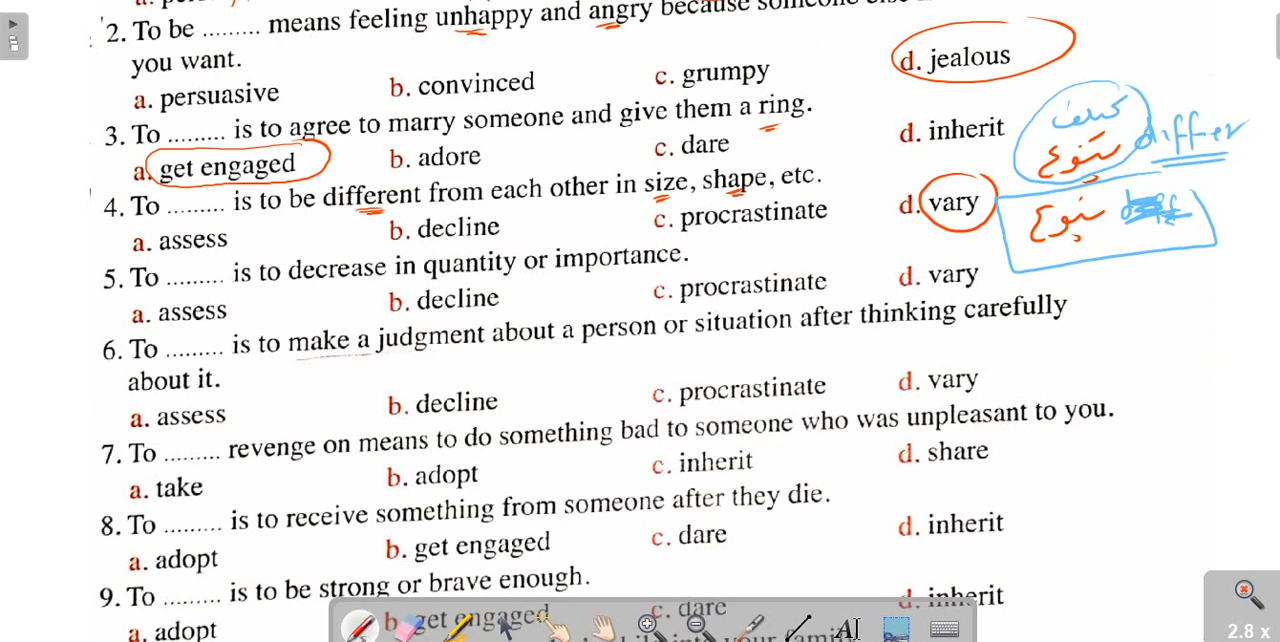 2. To be ......... means feeling unhappy and angry because someone else
you want.
a. persuasive b. convinced c. grumpy d. jealous
3. To ......... is to agree to marry someone and give them a ring.
a. get engaged b. adore c. dare d. inherit
4. To ......... is to be different from each other in size, shape, etc.
a. assess b. decline c. procrastinate d. vary
differ
يتنوع
5. To ......... is to decrease in quantity or importance.
a. assess b. decline c. procrastinate d. vary
6. To ......... is to make a judgment about a person or situation after thinking carefully
about it.
a. assess b. decline c. procrastinate d. vary
7. To ......... revenge on means to do something bad to someone who was unpleasant to you.
a. take b. adopt c. inherit d. share
8. To ......... is to receive something from someone after they die.
a. adopt b. get engaged c. dare d. inherit
9. To ......... is to be strong or brave enough.
a. adopt b. get engaged c. dare d. inherit
2.8 x